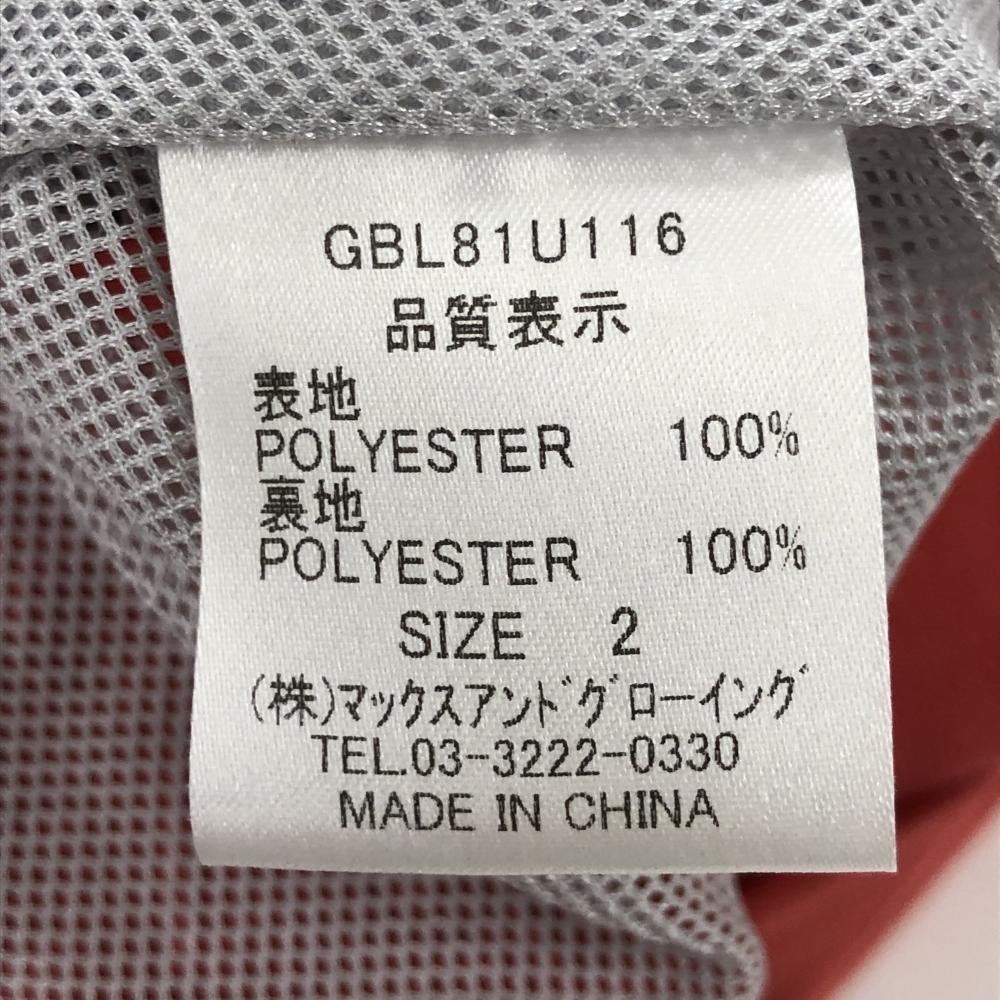 GBL81U116
品質表示
表地
POLYESTER 100%
裏地
POLYESTER 100%
SIZE 2
(株)マックスアンドグローイング
TEL.03-3222-0330
MADE IN CHINA